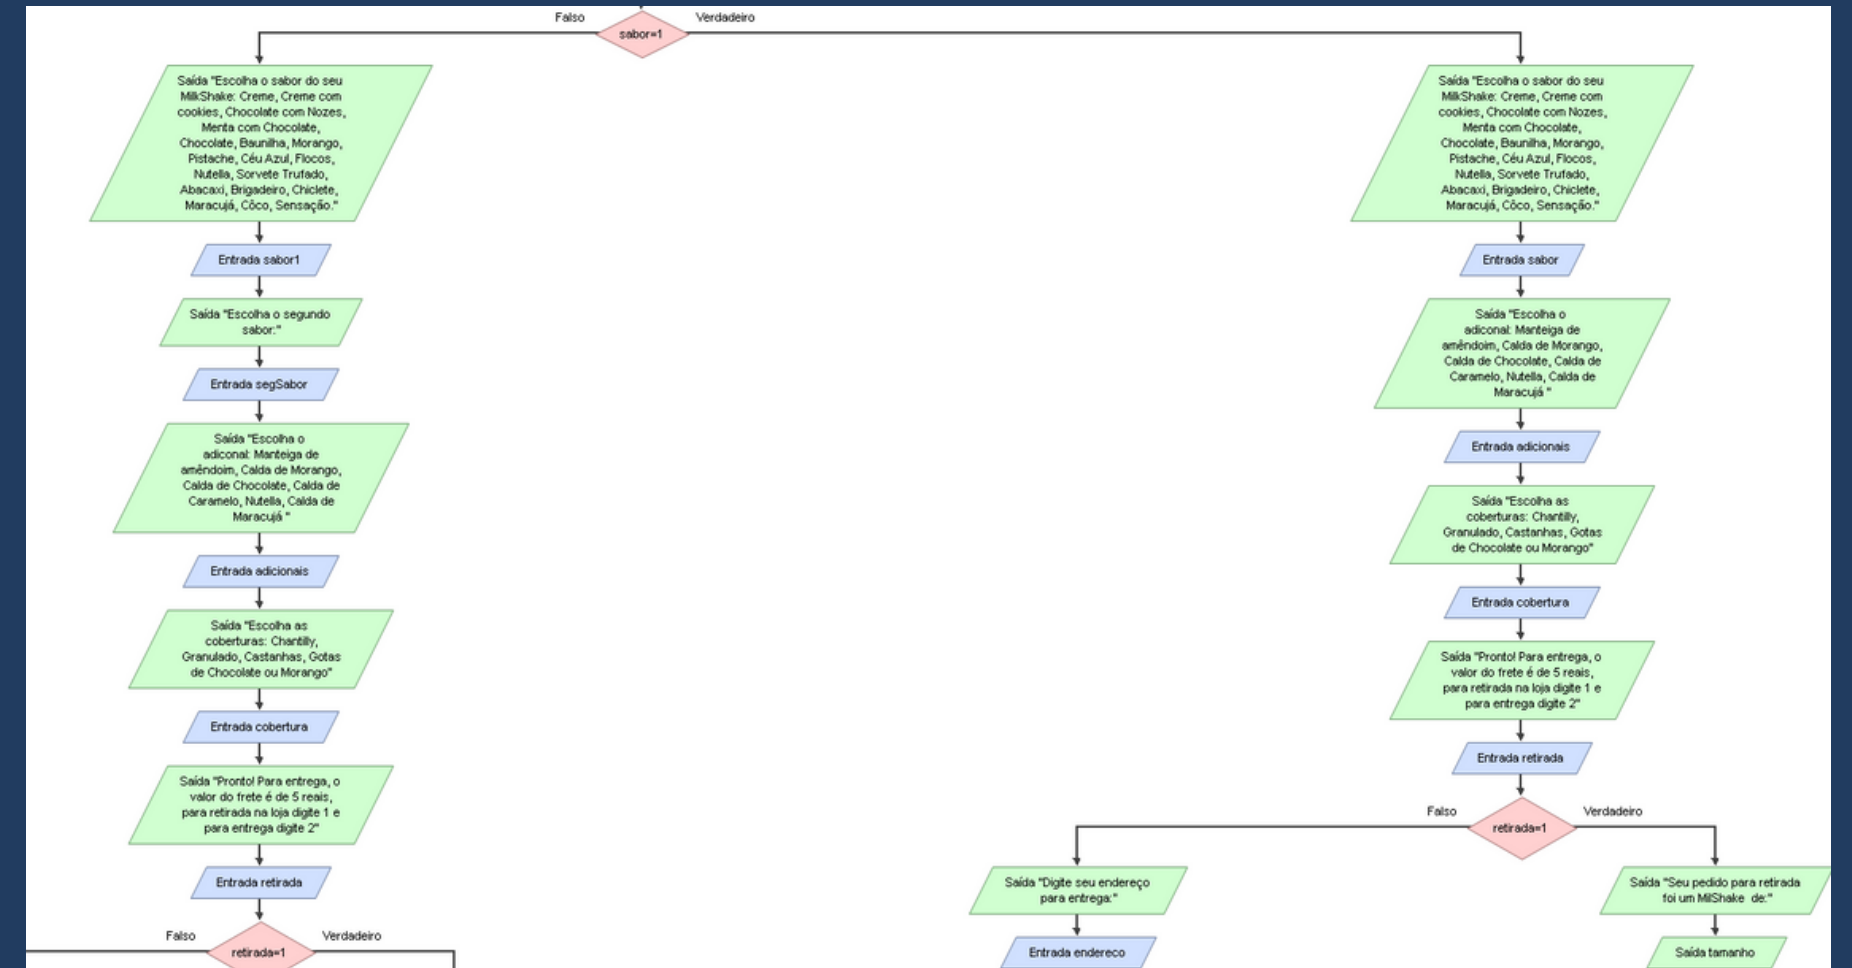 Falso
Verdadeiro
sabor=1
Saída "Escolha o sabor do seu
MilkShake: Creme, Creme com
cookies, Chocolate com Nozes,
Menta com Chocolate,
Chocolate, Baunilha, Morango,
Pistache, Céu Azul, Flocos,
Nutella, Sorvete Trufado,
Abacaxi, Brigadeiro, Chiclete,
Maracujá, Côco, Sensação."
Entrada sabor1
Saída "Escolha o segundo
sabor:"
Entrada segSabor
Saída "Escolha o
adiconal: Manteiga de
amêndoim, Calda de Morango,
Calda de Chocolate, Calda de
Caramelo, Nutella, Calda de
Maracujá "
Entrada adicionais
Saída "Escolha as
coberturas: Chantilly,
Granulado, Castanhas, Gotas
de Chocolate ou Morango"
Entrada cobertura
Saída "Pronto! Para entrega, o
valor do frete é de 5 reais,
para retirada na loja digite 1 e
para entrega digite 2"
Entrada retirada
Falso
Verdadeiro
retirada=1
Saída "Escolha o sabor do seu
MilkShake: Creme, Creme com
cookies, Chocolate com Nozes,
Menta com Chocolate,
Chocolate, Baunilha, Morango,
Pistache, Céu Azul, Flocos,
Nutella, Sorvete Trufado,
Abacaxi, Brigadeiro, Chiclete,
Maracujá, Côco, Sensação."
Entrada sabor
Saída "Escolha o
adiconal: Manteiga de
amêndoim, Calda de Morango,
Calda de Chocolate, Calda de
Caramelo, Nutella, Calda de
Maracujá "
Entrada adicionais
Saída "Escolha as
coberturas: Chantilly,
Granulado, Castanhas, Gotas
de Chocolate ou Morango"
Entrada cobertura
Saída "Pronto! Para entrega, o
valor do frete é de 5 reais,
para retirada na loja digite 1 e
para entrega digite 2"
Entrada retirada
Falso
Verdadeiro
retirada=1
Saída "Digite seu endereço
para entrega:"
Entrada endereco
Saída "Seu pedido para retirada
foi um MilShake  de:"
Saída tamanho